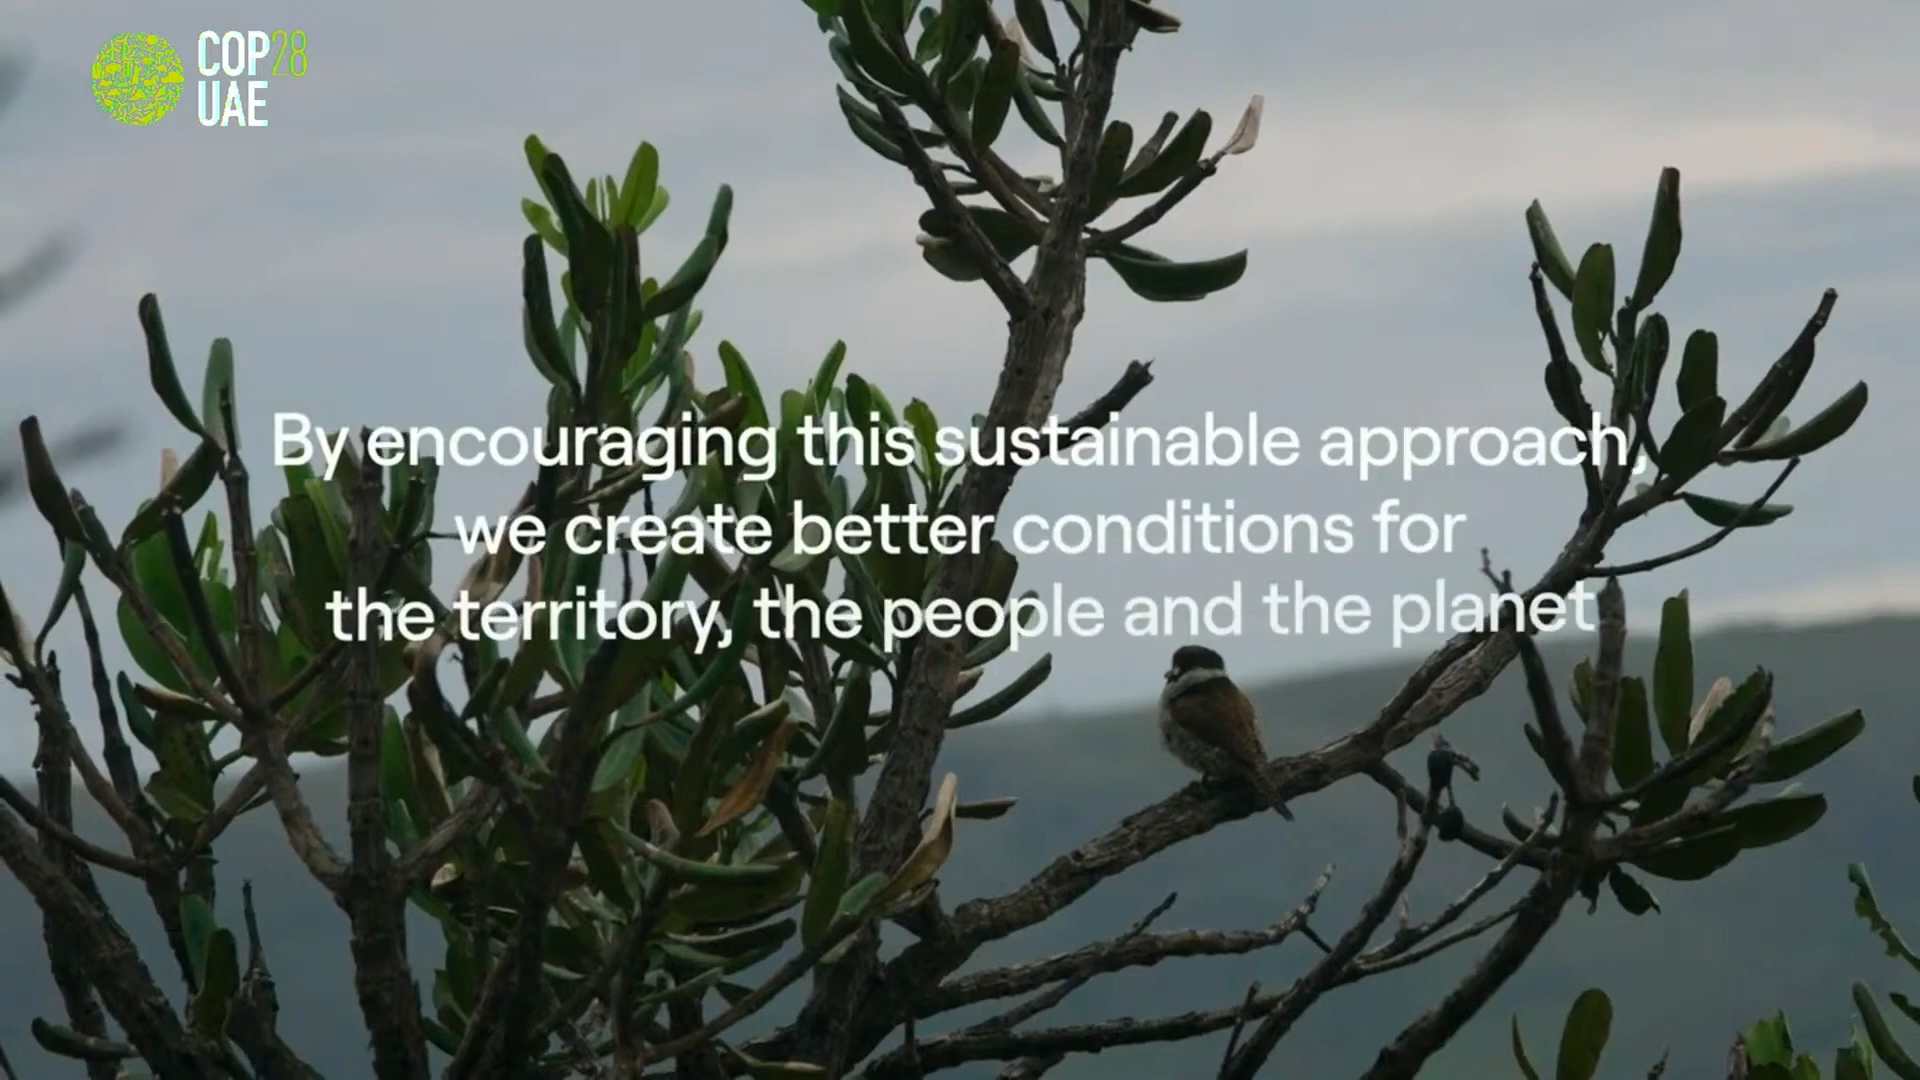 COP28
UAE
By encouraging this sustainable approach,
we create better conditions for
the territory, the people and the planet